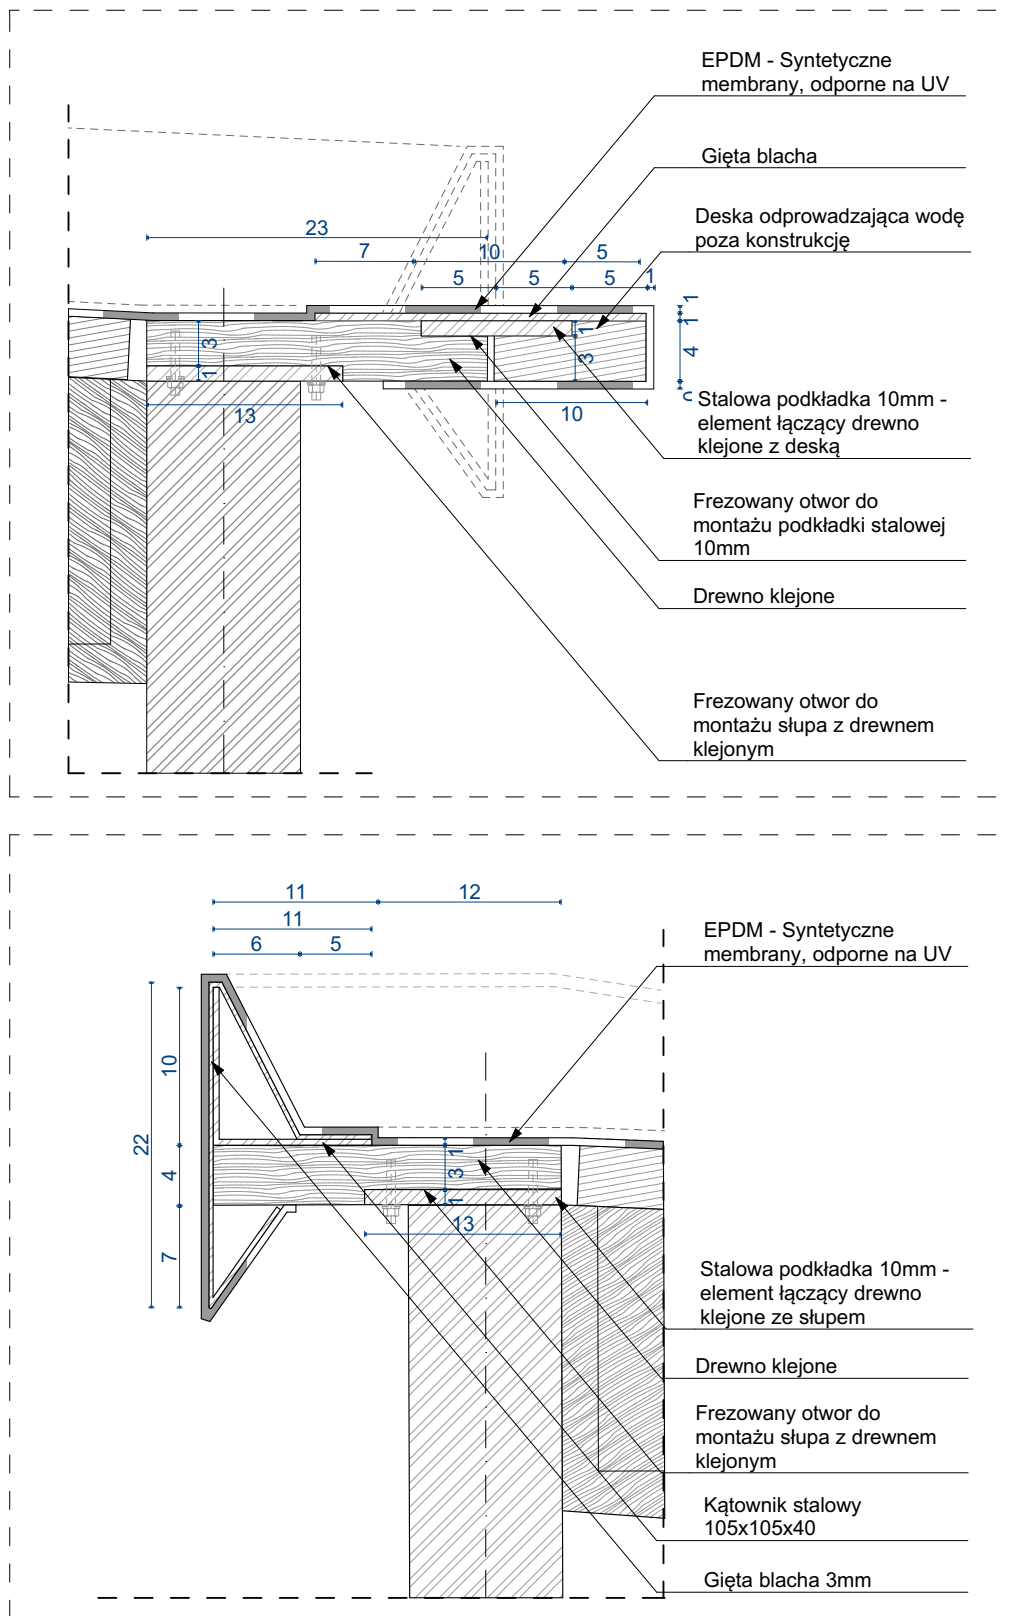 EPDM - Syntetyczne
membrany, odporne na UV
Gięta blacha
Deska odprowadzająca wodę
poza konstrukcję
23
7
10
5
5
5
5
1
1
1
4
3
1
1
3
13
10
Stalowa podkładka 10mm -
element łączący drewno
klejone z deską
Frezowany otwor do
montażu podkładki stalowej
10mm
Drewno klejone
Frezowany otwor do
montażu słupa z drewnem
klejonym
11
12
11
6
5
EPDM - Syntetyczne
membrany, odporne na UV
10
22
4
7
1
3
1
13
Stalowa podkładka 10mm -
element łączący drewno
klejone ze słupem
Drewno klejone
Frezowany otwor do
montażu słupa z drewnem
klejonym
Kątownik stalowy
105x105x40
Gięta blacha 3mm